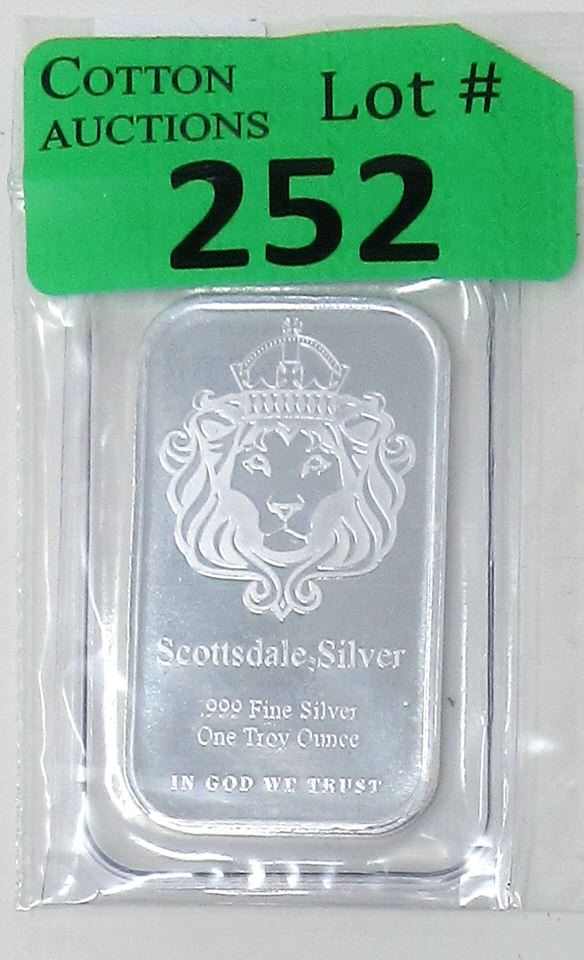 COTTON
AUCTIONS
Lot #
252
Scottsdale Silver
.999 Fine Silver
One Troy Ounce
IN GOD WE TRUST